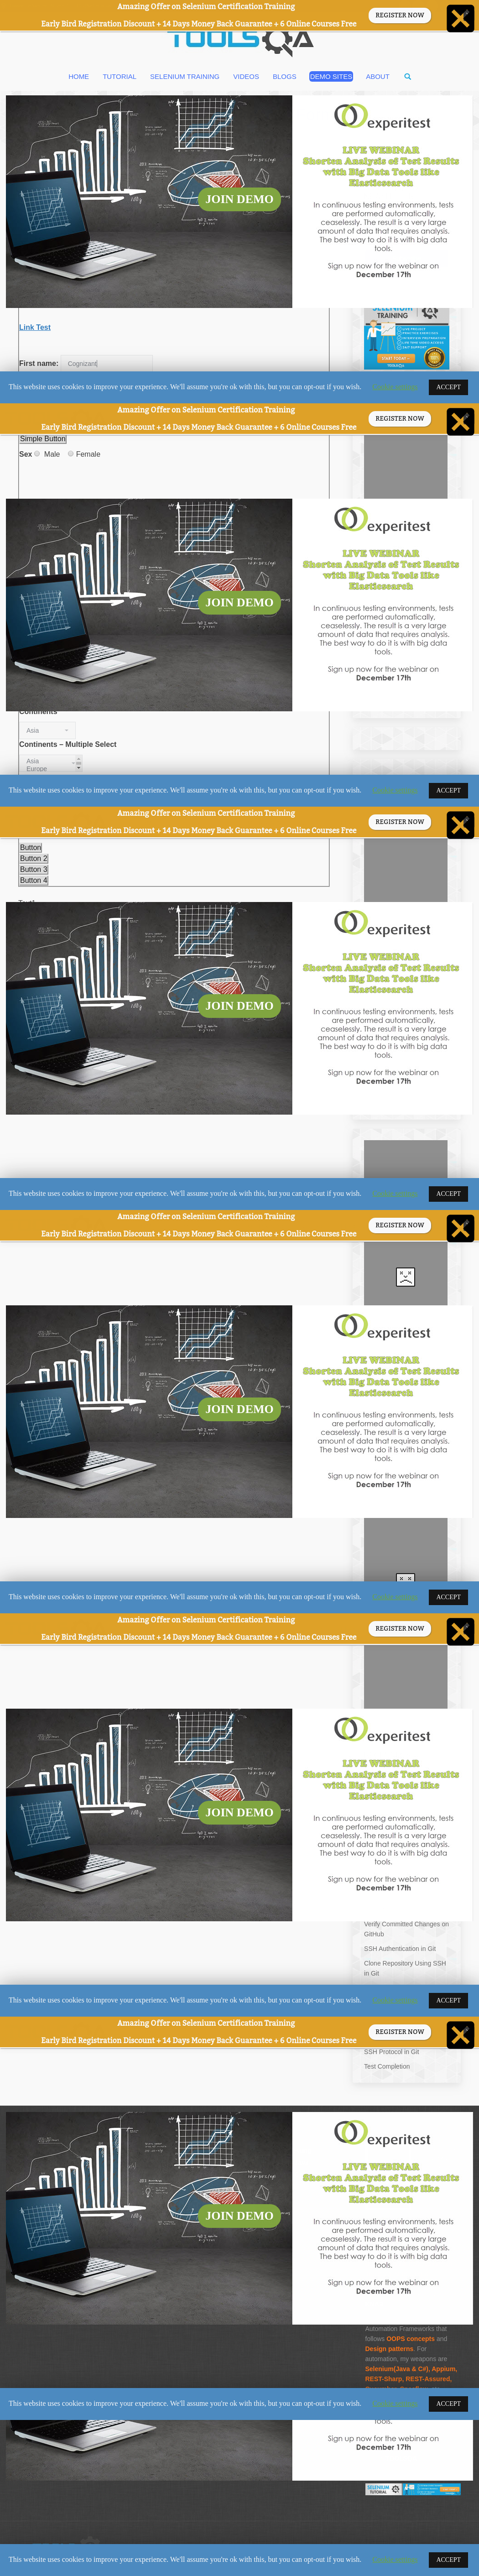 Amazing Offer on Selenium Certification Training
Early Bird Registration Discount + 14 Days Money Back Guarantee + 6 Online Courses Free
REGISTER NOW
TOOLSQA
HOME
TUTORIAL
SELENIUM TRAINING
VIDEOS
BLOGS
DEMO SITES
ABOUT
JOIN DEMO
experitest
LIVE WEBINAR
Shorten Analysis of Test Results
with Big Data Tools like
Elasticsearch
In continuous testing environments, tests
are performed automatically,
ceaselessly. The result is a very large
amount of data that requires analysis.
The best way to do it is with big data
tools.
Sign up now for the webinar on
December 17th
Link Test
First name:
Cognizant
TRAINING
This website uses cookies to improve your experience. We'll assume you're ok with this, but you can opt-out if you wish.
ACCEPT
Amazing Offer on Selenium Certification Training
Early Bird Registration Discount + 14 Days Money Back Guarantee + 6 Online Courses Free
REGISTER NOW
Simple Button
Sex
Male
Female
JOIN DEMO
experitest
LIVE WEBINAR
Shorten Analysis of Test Results
with Big Data Tools like
Elasticsearch
In continuous testing environments, tests
are performed automatically,
ceaselessly. The result is a very large
amount of data that requires analysis.
The best way to do it is with big data
tools.
Sign up now for the webinar on
December 17th
Continents
Asia
Continents – Multiple Select
Asia
Europe
This website uses cookies to improve your experience. We'll assume you're ok with this, but you can opt-out if you wish.
ACCEPT
Amazing Offer on Selenium Certification Training
Early Bird Registration Discount + 14 Days Money Back Guarantee + 6 Online Courses Free
REGISTER NOW
Button
Button 2
Button 3
Button 4
JOIN DEMO
experitest
LIVE WEBINAR
Shorten Analysis of Test Results
with Big Data Tools like
Elasticsearch
In continuous testing environments, tests
are performed automatically,
ceaselessly. The result is a very large
amount of data that requires analysis.
The best way to do it is with big data
tools.
Sign up now for the webinar on
December 17th
This website uses cookies to improve your experience. We'll assume you're ok with this, but you can opt-out if you wish.
ACCEPT
Amazing Offer on Selenium Certification Training
Early Bird Registration Discount + 14 Days Money Back Guarantee + 6 Online Courses Free
REGISTER NOW
JOIN DEMO
experitest
LIVE WEBINAR
Shorten Analysis of Test Results
with Big Data Tools like
Elasticsearch
In continuous testing environments, tests
are performed automatically,
ceaselessly. The result is a very large
amount of data that requires analysis.
The best way to do it is with big data
tools.
Sign up now for the webinar on
December 17th
This website uses cookies to improve your experience. We'll assume you're ok with this, but you can opt-out if you wish.
ACCEPT
Amazing Offer on Selenium Certification Training
Early Bird Registration Discount + 14 Days Money Back Guarantee + 6 Online Courses Free
REGISTER NOW
JOIN DEMO
experitest
LIVE WEBINAR
Shorten Analysis of Test Results
with Big Data Tools like
Elasticsearch
In continuous testing environments, tests
are performed automatically,
ceaselessly. The result is a very large
amount of data that requires analysis.
The best way to do it is with big data
tools.
Sign up now for the webinar on
December 17th
Verify Committed Changes on
GitHub
SSH Authentication in Git
Clone Repository Using SSH
in Git
This website uses cookies to improve your experience. We'll assume you're ok with this, but you can opt-out if you wish.
ACCEPT
Amazing Offer on Selenium Certification Training
Early Bird Registration Discount + 14 Days Money Back Guarantee + 6 Online Courses Free
REGISTER NOW
SSH Protocol in Git
Test Completion
JOIN DEMO
experitest
LIVE WEBINAR
Shorten Analysis of Test Results
with Big Data Tools like
Elasticsearch
In continuous testing environments, tests
are performed automatically,
ceaselessly. The result is a very large
amount of data that requires analysis.
The best way to do it is with big data
tools.
Sign up now for the webinar on
December 17th
Automation Frameworks that
follows OOPS concepts and
Design patterns. For
automation, my weapons are
Selenium(Java & C#), Appium,
REST-Sharp, REST-Assured,
This website uses cookies to improve your experience. We'll assume you're ok with this, but you can opt-out if you wish.
ACCEPT
tools.
Sign up now for the webinar on
December 17th
SELENIUM
TUTORIAL
This website uses cookies to improve your experience. We'll assume you're ok with this, but you can opt-out if you wish.
ACCEPT